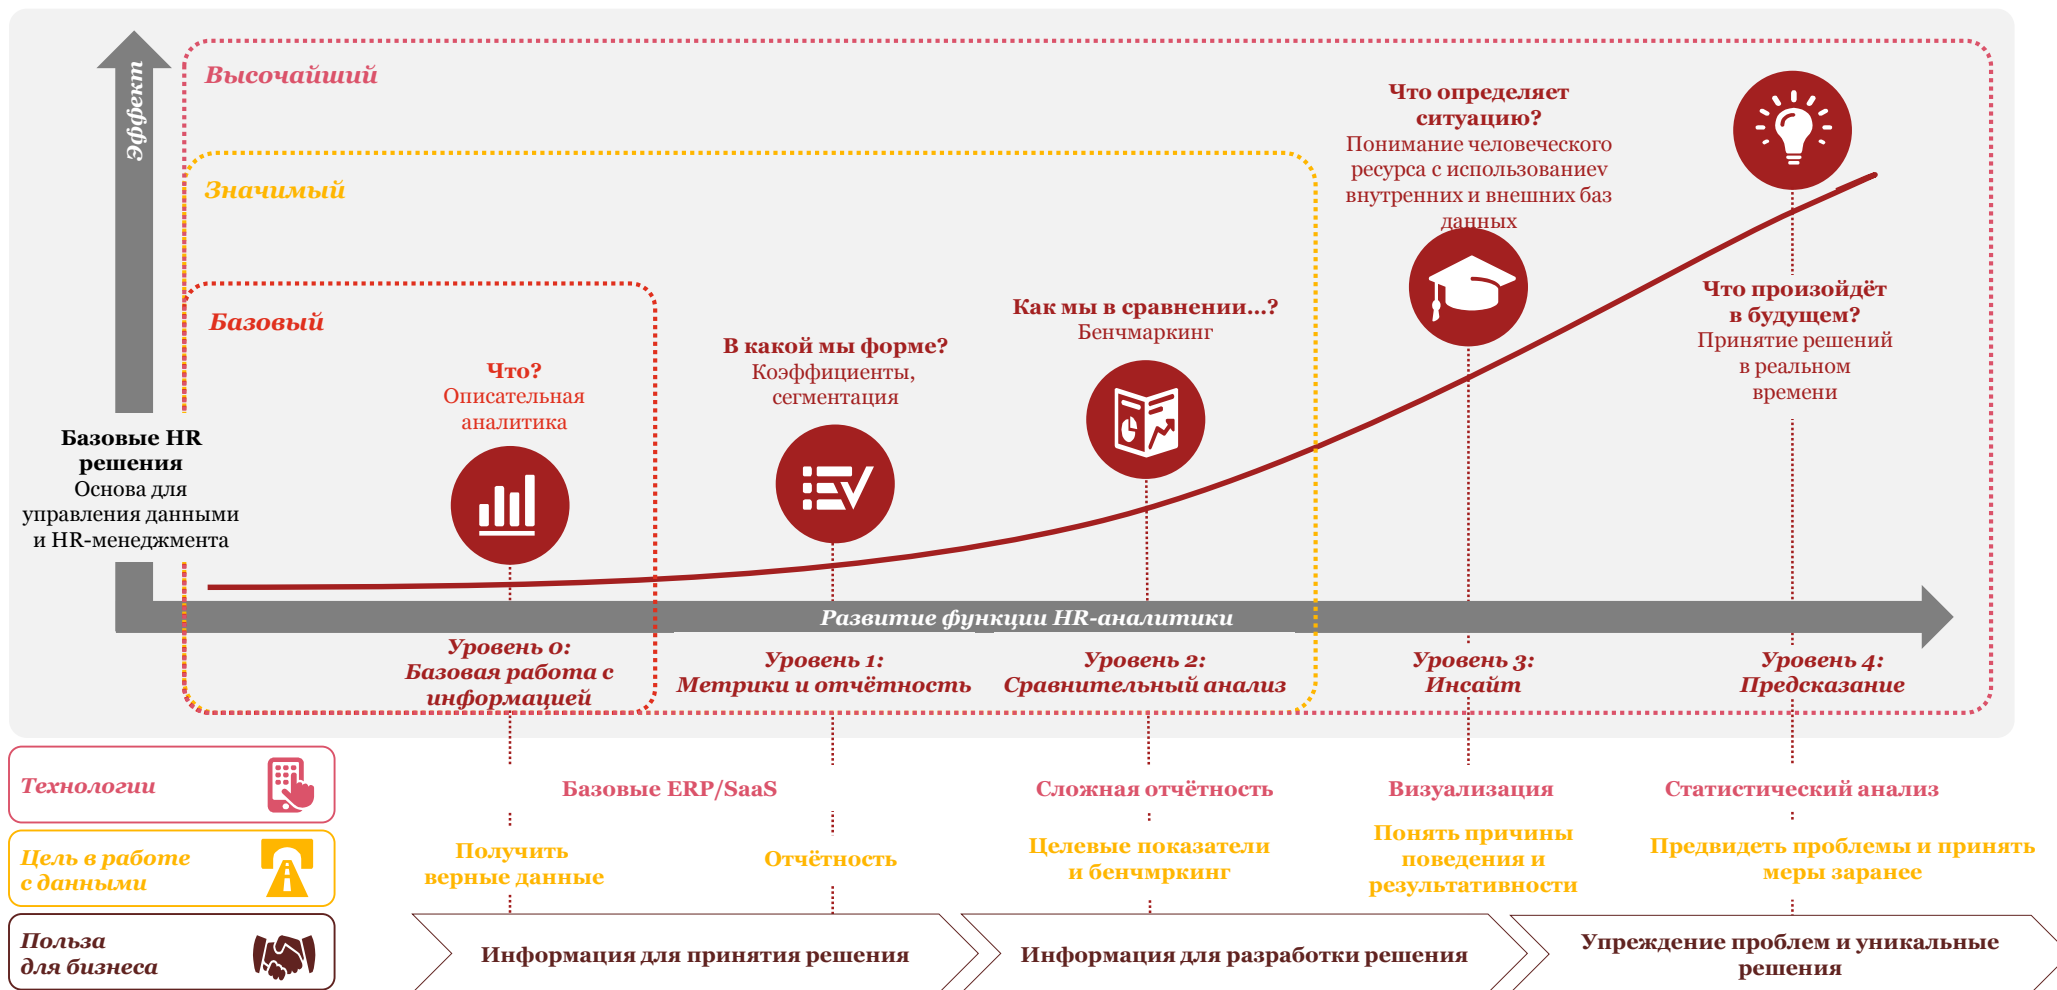 Эффект
Высочайший
Значимый
Базовый
Что?
Описательная
аналитика
В какой мы форме?
Коэффициенты,
сегментация
Как мы в сравнении...?
Бенчмаркинг
Что определяет
ситуацию?
Понимание человеческого
ресурса с использованиеv
внутренних и внешних баз
данных
Что произойдёт
в будущем?
Принятие решений
в реальном
времени
Базовые HR
решения
Основа для
управления данными
и HR-менеджмента
Развитие функции HR-аналитики
Уровень 0:
Базовая работа с
информацией
Уровень 1:
Метрики и отчётность
Уровень 2:
Сравнительный анализ
Уровень 3:
Инсайт
Уровень 4:
Предсказание
Технологии
Базовые ERP/SaaS
Сложная отчётность
Визуализация
Статистический анализ
Цель в работе
с данными
Получить
верные данные
Отчётность
Целевые показатели
и бенчмркинг
Понять причины
поведения и
результативности
Предвидеть проблемы и принять
меры заранее
Польза
для бизнеса
Информация для принятия решения
Информация для разработки решения
Упреждение проблем и уникальные
решения